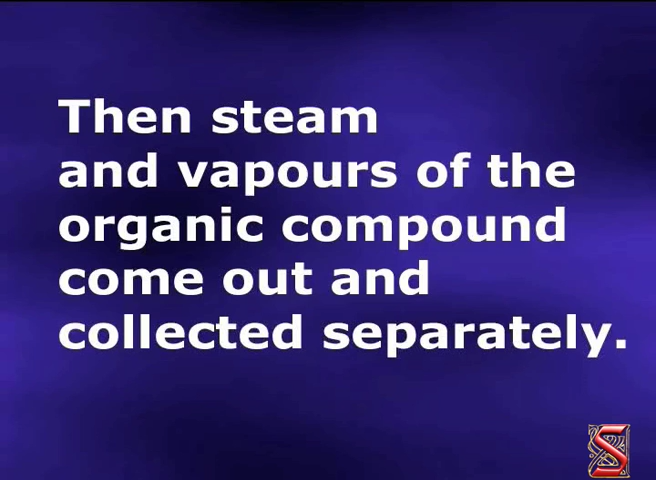 Then steam
and vapours of the
organic compound
come out and
collected separately.
S